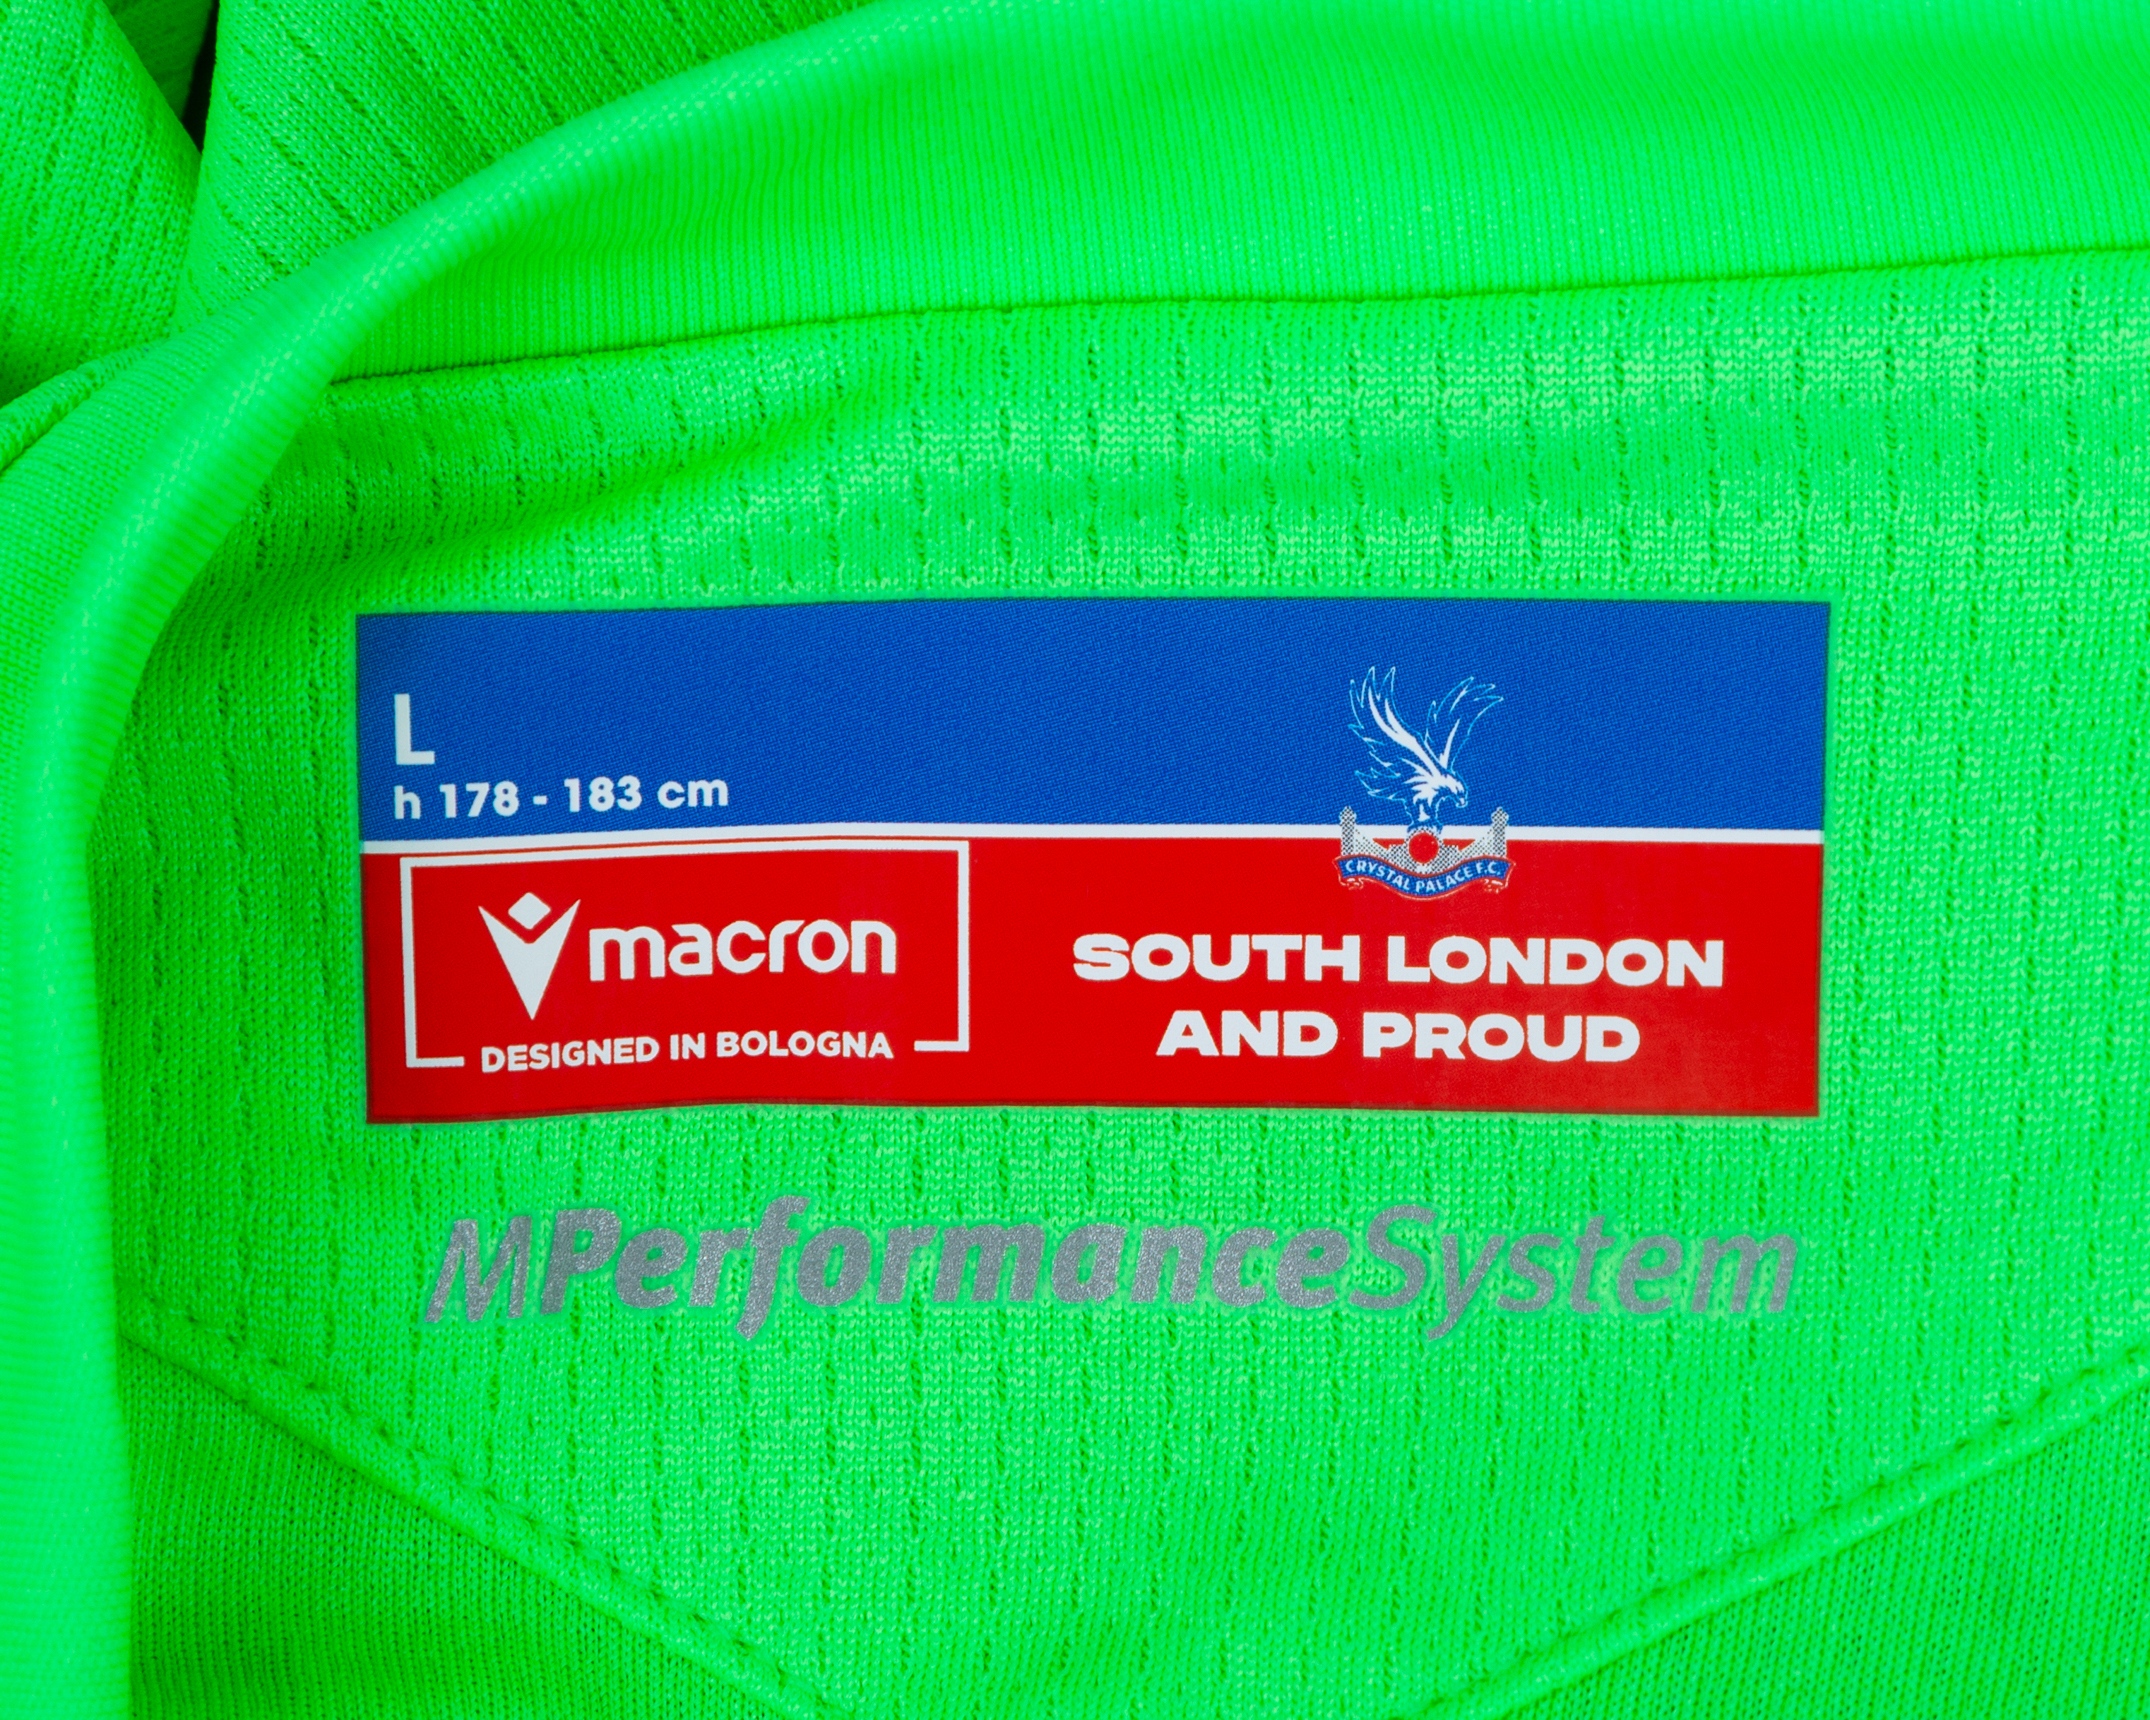 L
h 178 - 183 cm
CRYSTAL PALACE F.C.
macron
DESIGNED IN BOLOGNA
SOUTH LONDON
AND PROUD
MPerformanceSystem